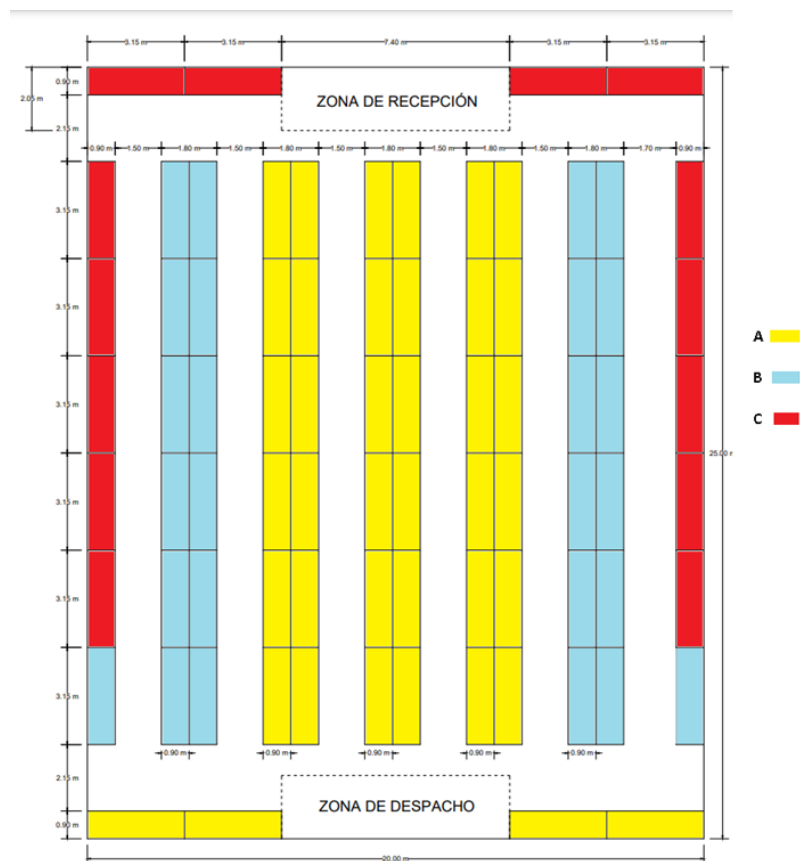 3.15 m 3.15 m 7.40 m 3.15 m 3.15 m
0.90 m
2.05 m
ZONA DE RECEPCIÓN
2.15 m
0.90 m 1.50 m 1.80 m 1.50 m 1.80 m 1.50 m 1.80 m 1.50 m 1.80 m 1.50 m 1.80 m 1.70 m 0.90 m
3.15 m
3.15 m
A
B
3.15 m
C
25.00 m
3.15 m
3.15 m
3.15 m
0.90 m 0.90 m 0.90 m 0.90 m 0.90 m
2.15 m
ZONA DE DESPACHO
0.90 m
20.00 m